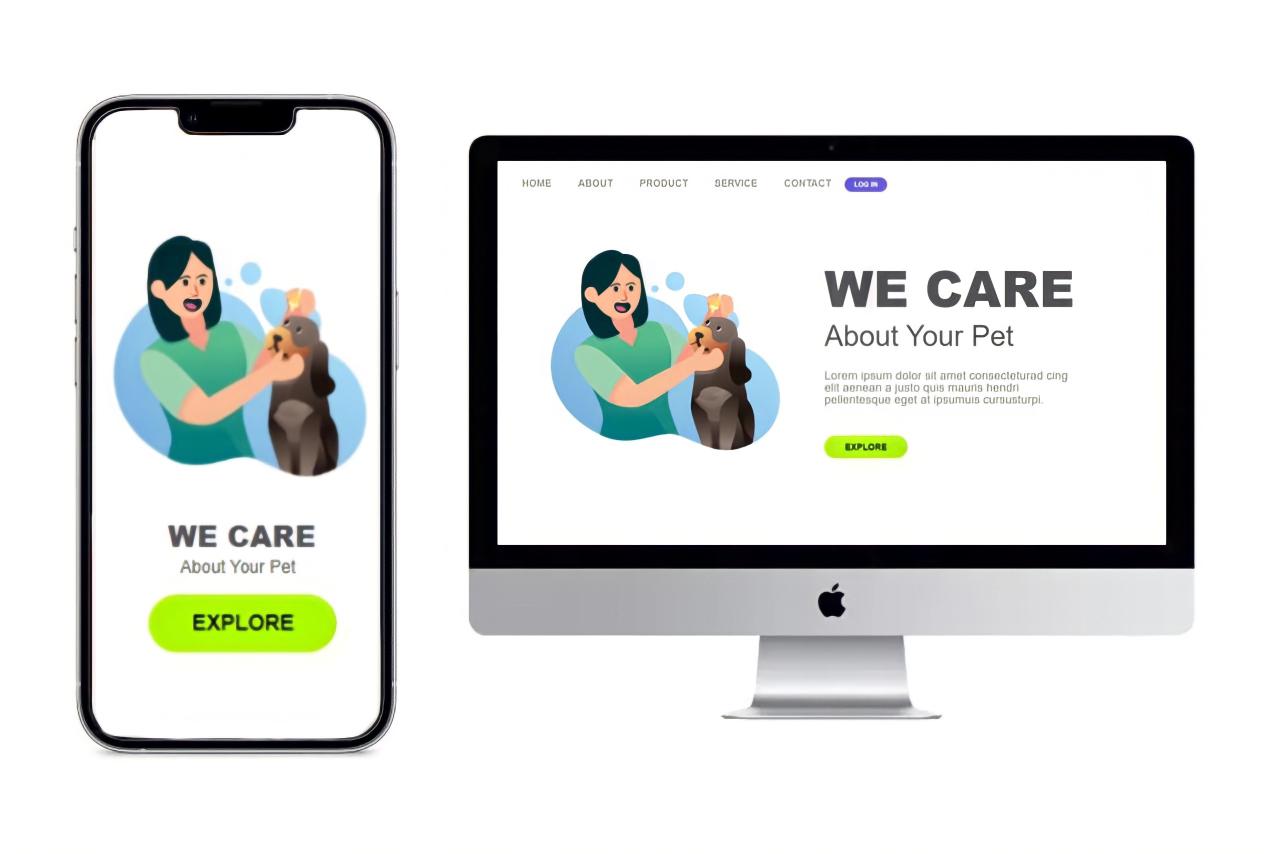 WE CARE
About Your Pet
EXPLORE
HOME ABOUT PRODUCT SERVICE CONTACT LOG IN
WE CARE
About Your Pet
Lorem ipsum dolor sit amet consecteturad cing
elit aenean a justo quis mauris hendri
pellentesque eget at ipsumuis cursusturpi.
EXPLORE